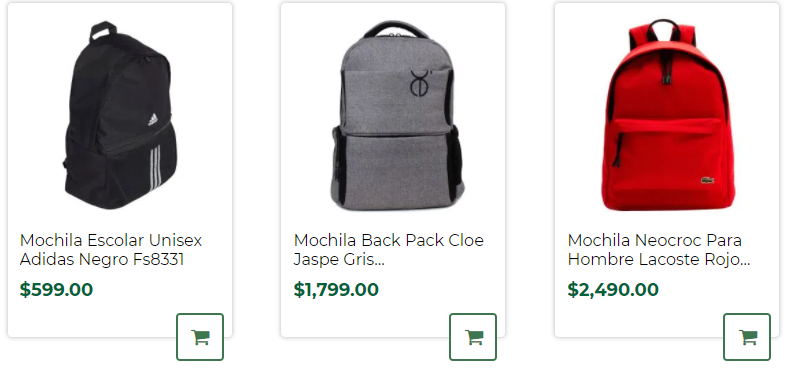 Mochila Escolar Unisex
Adidas Negro Fs8331
$599.00
Mochila Back Pack Cloe
Jaspe Gris...
$1,799.00
Mochila Neocroc Para
Hombre Lacoste Rojo...
$2,490.00